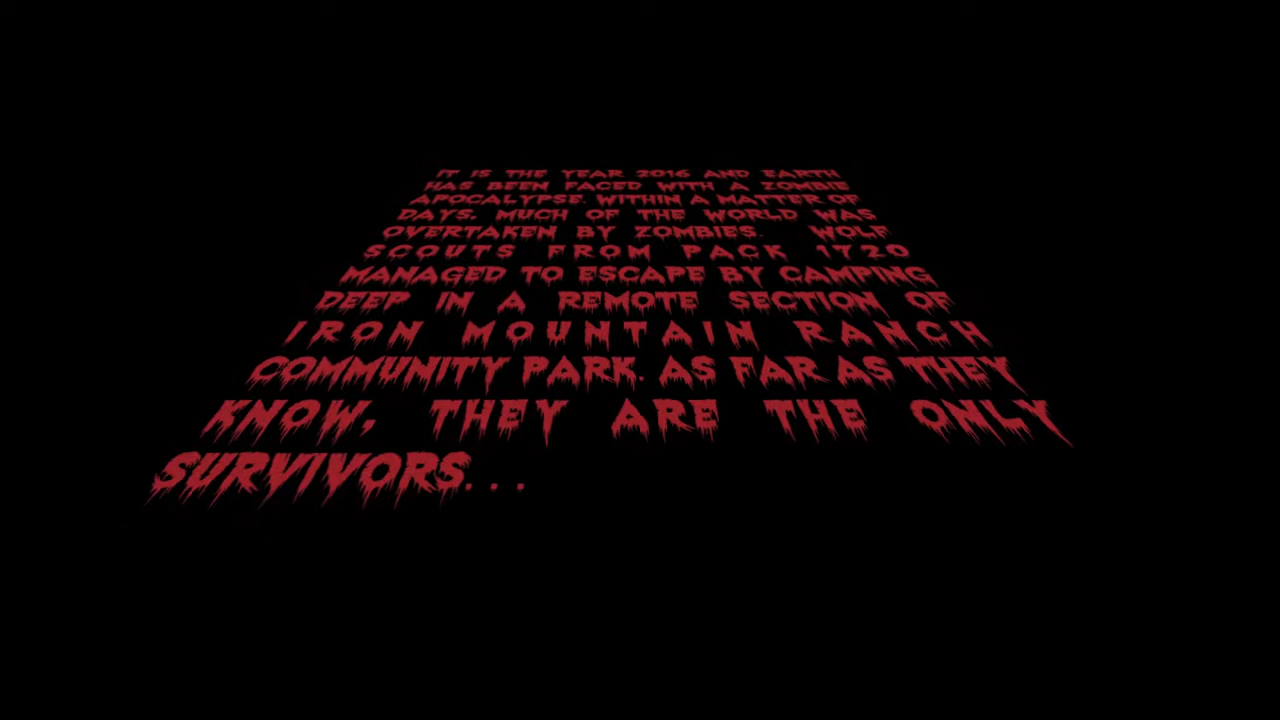 IT IS THE YEAR 2016 AND EARTH
HAS BEEN FACED WITH A ZOMBIE
APOCALYPSE. WITHIN A MATTER OF
DAYS, MUCH OF THE WORLD WAS
OVERTAKEN BY ZOMBIES. WOLF
SCOUTS FROM PACK 1720
MANAGED TO ESCAPE BY CAMPING
DEEP IN A REMOTE SECTION OF
IRON MOUNTAIN RANCH
COMMUNITY PARK. AS FAR AS THEY
KNOW, THEY ARE THE ONLY
SURVIVORS...